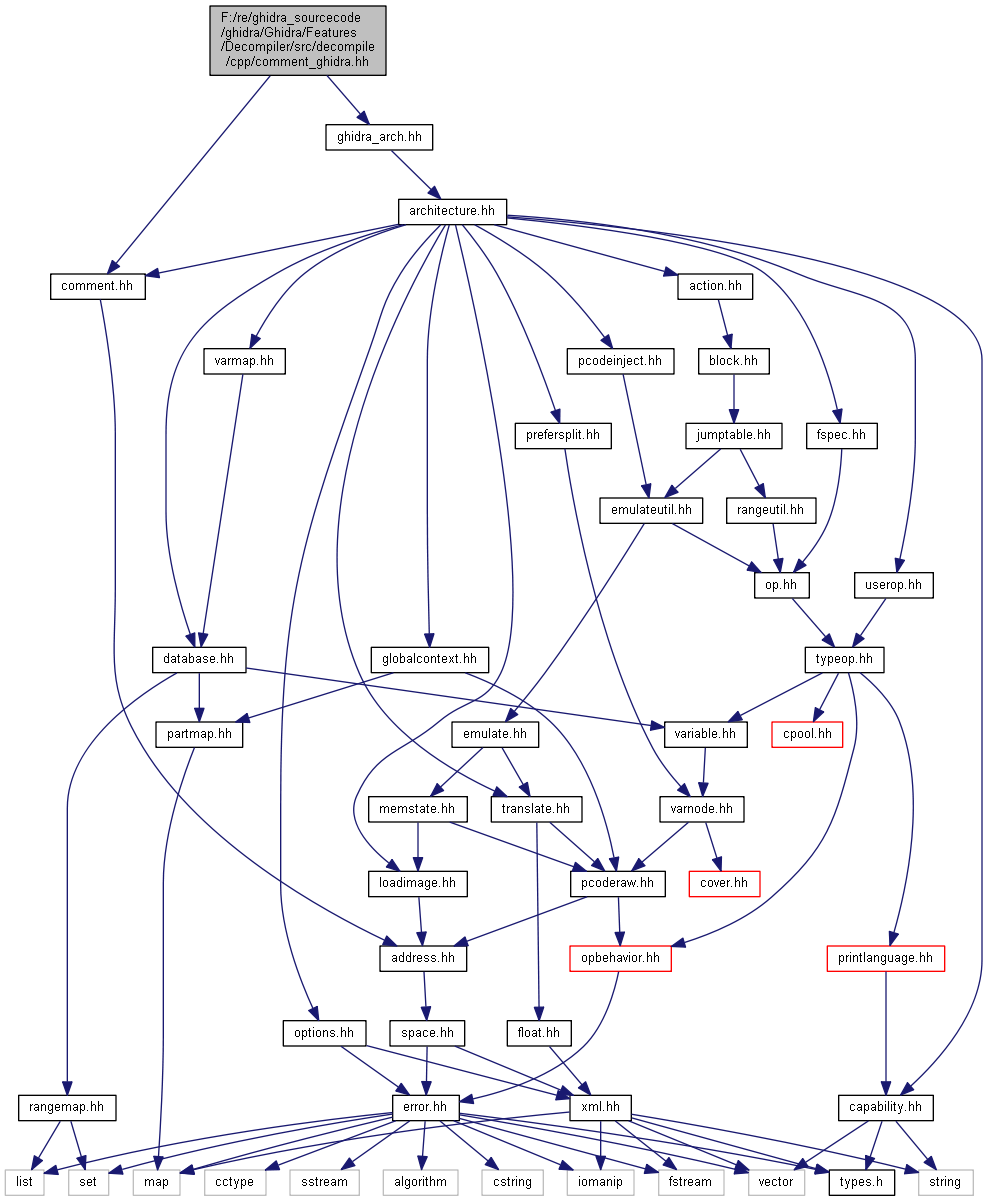 F:/re/ghidra_sourcecode
/ghidra/Ghidra/Features
/Decompiler/src/decompile
/cpp/comment_ghidra.hh
ghidra_arch.hh
architecture.hh
comment.hh
action.hh
varmap.hh
pcodeinject.hh
block.hh
prefersplit.hh
jumptable.hh
fspec.hh
emulateutil.hh
rangeutil.hh
op.hh
userop.hh
database.hh
globalcontext.hh
typeop.hh
partmap.hh
emulate.hh
variable.hh
cpool.hh
memstate.hh
translate.hh
varnode.hh
loadimage.hh
pcoderaw.hh
cover.hh
address.hh
opbehavior.hh
printlanguage.hh
options.hh
space.hh
float.hh
rangemap.hh
error.hh
xml.hh
capability.hh
list
set
map
cctype
sstream
algorithm
cstring
iomanip
fstream
vector
types.h
string